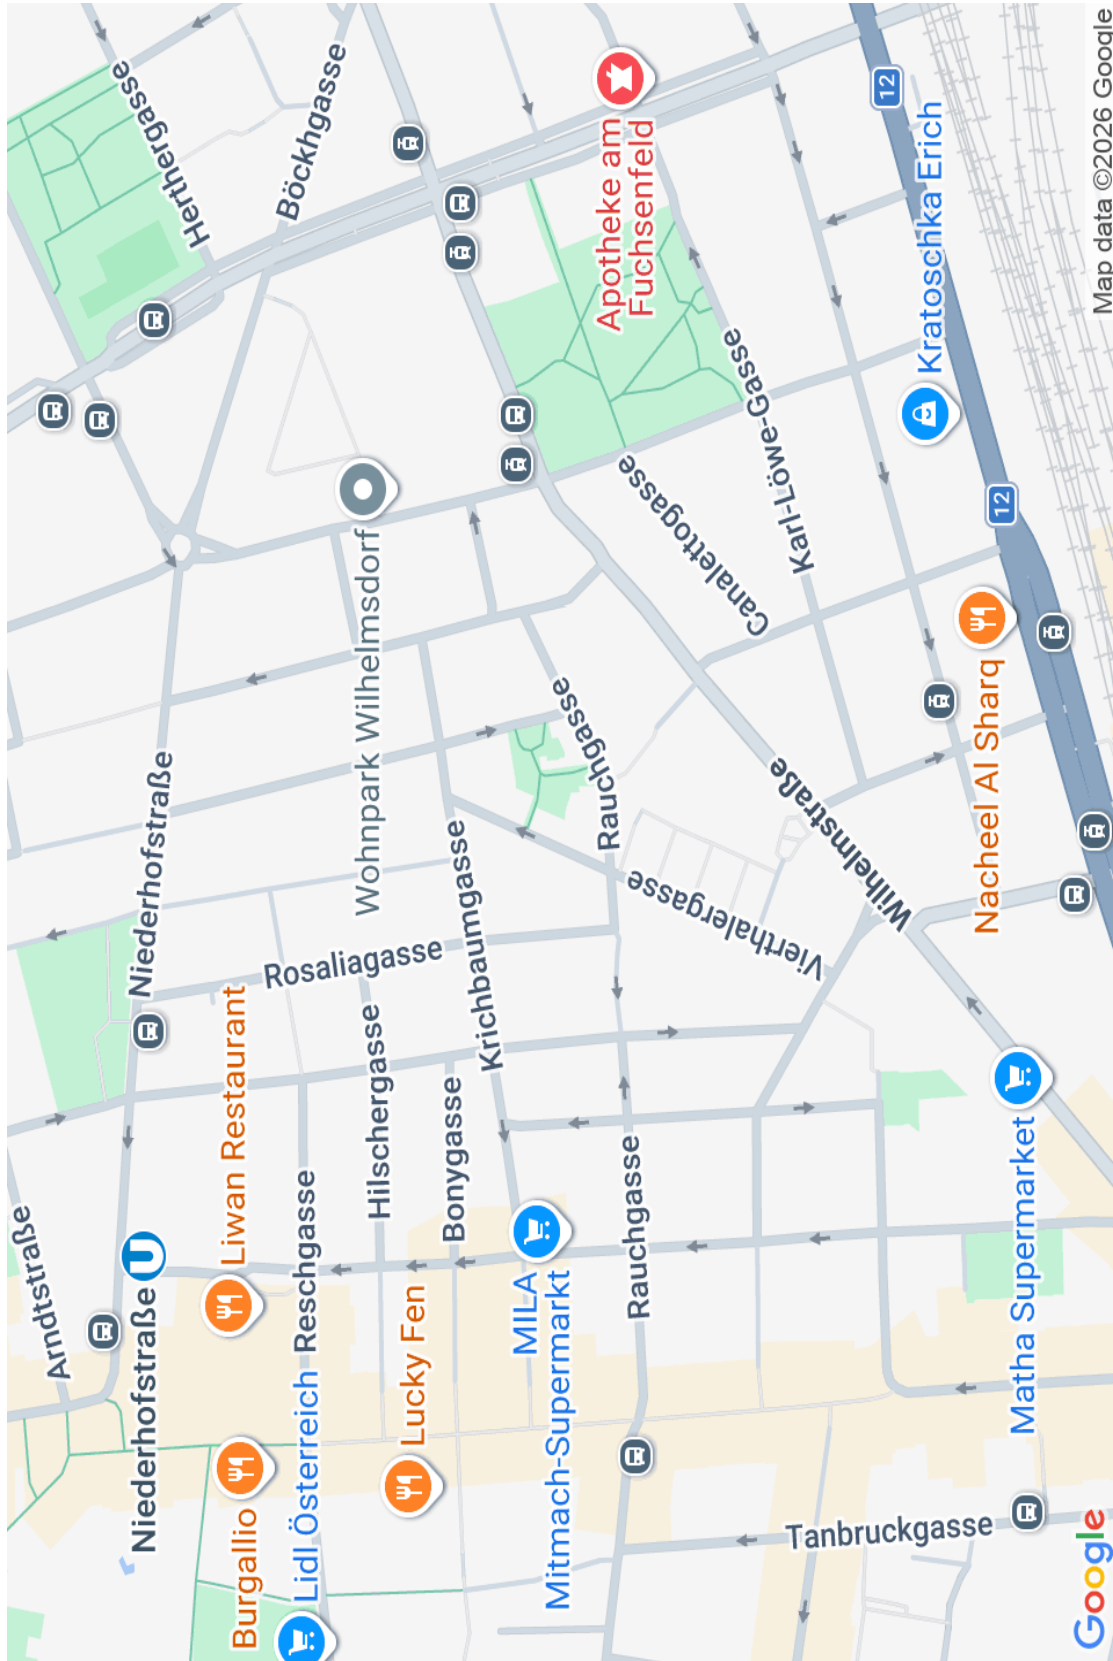 Arndtstraße
Niederhofstraße
Niederhofstraße
Burgallio
Liwan Restaurant
Lidl Österreich
Reschgasse
Rosaliagasse
Hilschergasse
Lucky Fen
Bonygasse
Krichbaumgasse
MILA
Mitmach-Supermarkt
Rauchgasse
Rauchgasse
Wohnpark Wilhelmsdorf
Herthergasse
Böckhgasse
Apotheke am
Fuchsenfeld
Canalettogasse
Karl-Löwe-Gasse
Vierthalergasse
Wilhelmstraße
Tanbruckgasse
Matha Supermarket
Nacheel Al Sharq
Kratoschka Erich
12
12
U
Google
Map data ©2026 Google